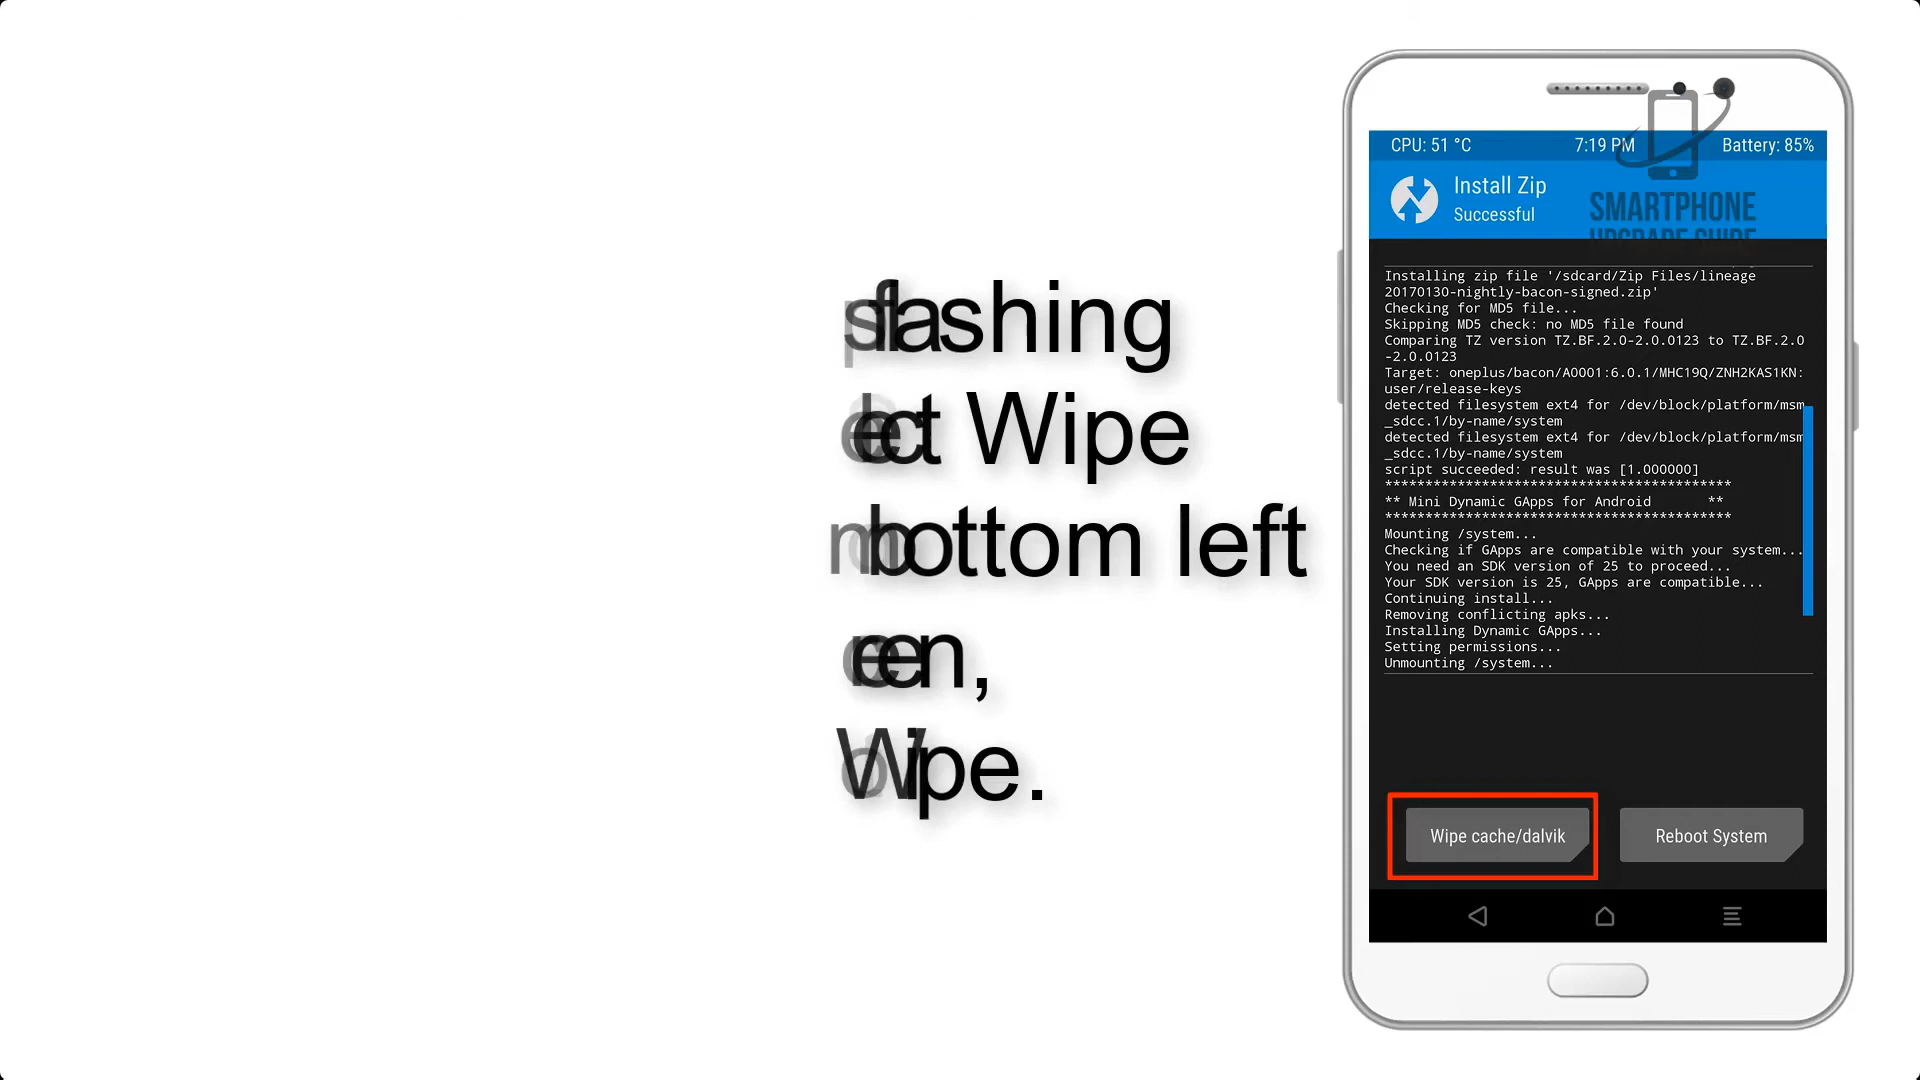 flashing
lect Wipe
bottom left
reen,
Wipe.
CPU: 51 °C 7:19 PM Battery: 85%
Install Zip
Successful
SMARTPHONE
UPGRADE GUIDE
Installing zip file '/sdcard/Zip Files/lineage
20170130-nightly-bacon-signed.zip'
Checking for MD5 file...
Skipping MD5 check: no MD5 file found
Comparing TZ version TZ.BF.2.0-2.0.0123 to TZ.BF.2.0
-2.0.0123
Target: oneplus/bacon/A0001:6.0.1/MHC19Q/ZNH2KAS1KN:
user/release-keys
detected filesystem ext4 for /dev/block/platform/msm
_sdcc.1/by-name/system
detected filesystem ext4 for /dev/block/platform/msm
_sdcc.1/by-name/system
script succeeded: result was [1.000000]
*******************************************
** Mini Dynamic GApps for Android **
*******************************************
Mounting /system...
Checking if GApps are compatible with your system...
You need an SDK version of 25 to proceed...
Your SDK version is 25, GApps are compatible...
Continuing install...
Removing conflicting apks...
Installing Dynamic GApps...
Setting permissions...
Unmounting /system...
Wipe cache/dalvik Reboot System